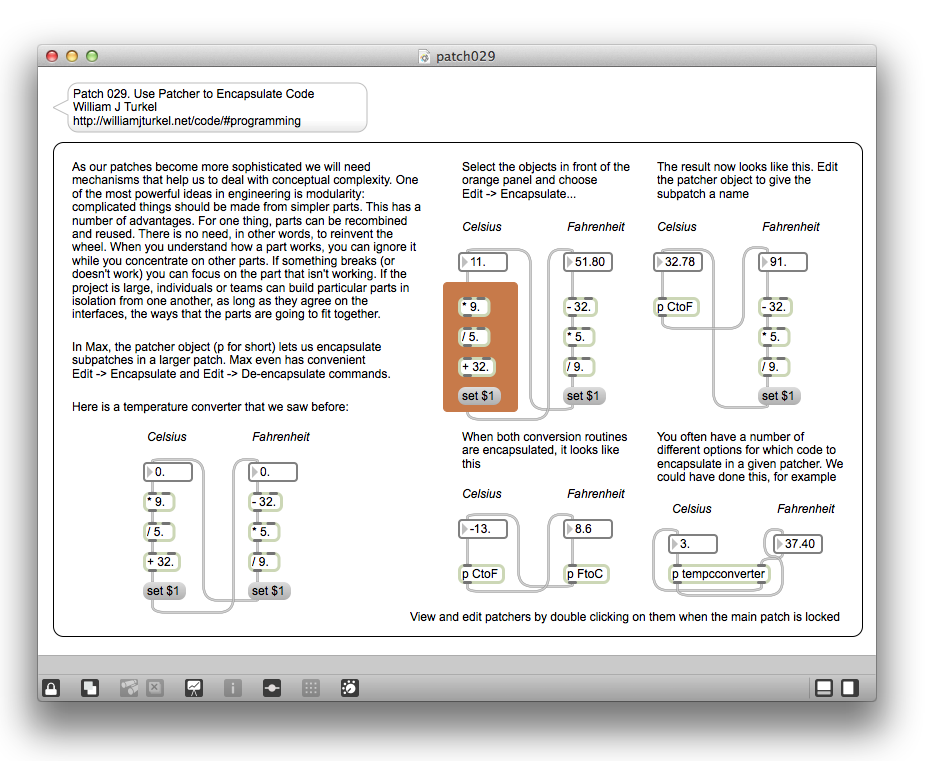 patch029
Patch 029. Use Patcher to Encapsulate Code
William J Turkel
http://williamjturkel.net/code/#programming
As our patches become more sophisticated we will need
mechanisms that help us to deal with conceptual complexity. One
of the most powerful ideas in engineering is modularity:
complicated things should be made from simpler parts. This has a
number of advantages. For one thing, parts can be recombined
and reused. There is no need, in other words, to reinvent the
wheel. When you understand how a part works, you can ignore it
while you concentrate on other parts. If something breaks (or
doesn't work) you can focus on the part that isn't working. If the
project is large, individuals or teams can build particular parts in
isolation from one another, as long as they agree on the
interfaces, the ways that the parts are going to fit together.
In Max, the patcher object (p for short) lets us encapsulate
subpatches in a larger patch. Max even has convenient
Edit -> Encapsulate and Edit -> De-encapsulate commands.
Here is a temperature converter that we saw before:
Celsius Fahrenheit
0. 0.
* 9. - 32.
/ 5. * 5.
+ 32. / 9.
set $1 set $1
Select the objects in front of the
orange panel and choose
Edit -> Encapsulate...
Celsius Fahrenheit
11. 51.80
* 9. - 32.
/ 5. * 5.
+ 32. / 9.
set $1 set $1
The result now looks like this. Edit
the patcher object to give the
subpatch a name
Celsius Fahrenheit
32.78 91.
p CtoF - 32.
* 5.
/ 9.
set $1
When both conversion routines
are encapsulated, it looks like
this
Celsius Fahrenheit
-13. 8.6
p CtoF p FtoC
You often have a number of
different options for which code to
encapsulate in a given patcher. We
could have done this, for example
Celsius Fahrenheit
3. 37.40
p tempcconverter
View and edit patchers by double clicking on them when the main patch is locked